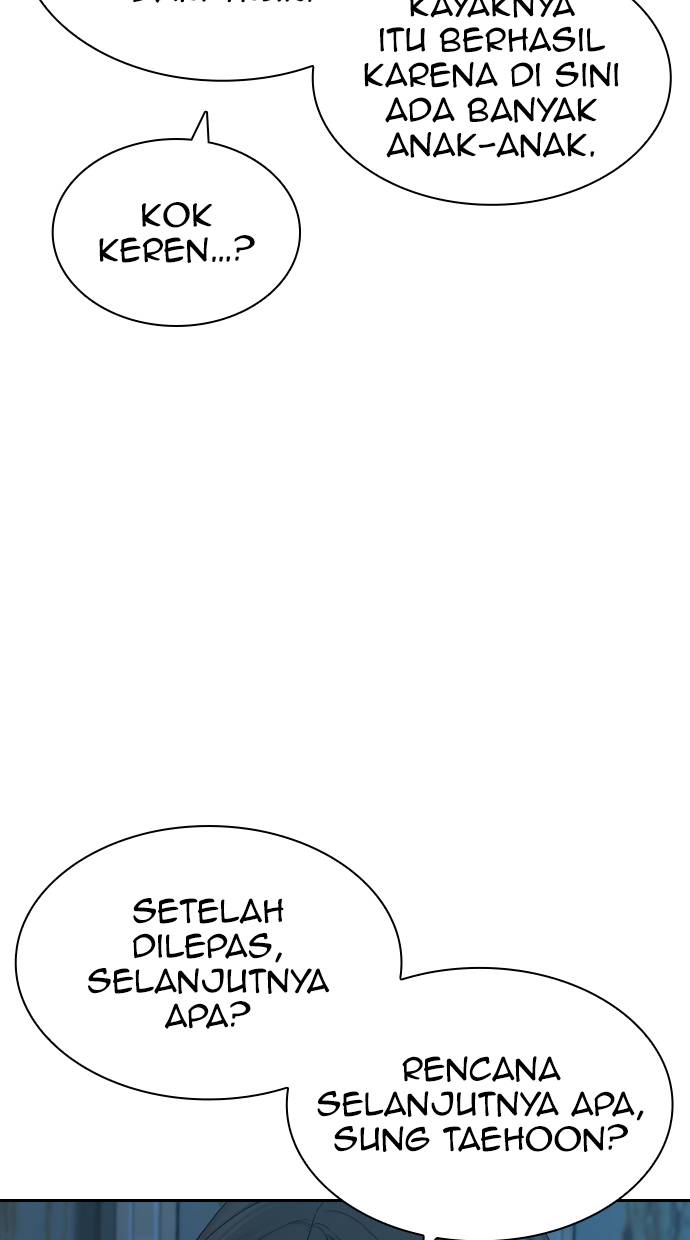 KAYAKNYA
ITU BERHASIL
KARENA DI SINI
ADA BANYAK
ANAK-ANAK.
KOK
KEREN...?
SETELAH
DILEPAS,
SELANJUTNYA
APA?
RENCANA
SELANJUTNYA APA,
SUNG TAEHOON?